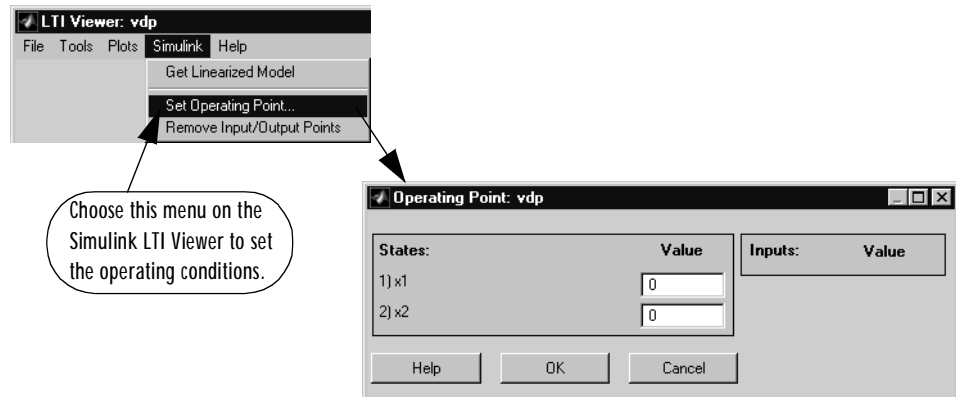 LTI Viewer: vdp
File Tools Plots Simulink Help
Get Linearized Model
Set Operating Point...
Remove Input/Output Points
Choose this menu on the
Simulink LTI Viewer to set
the operating conditions.
Operating Point: vdp
States: Value Inputs: Value
1) x1 0
2) x2 0
Help OK Cancel